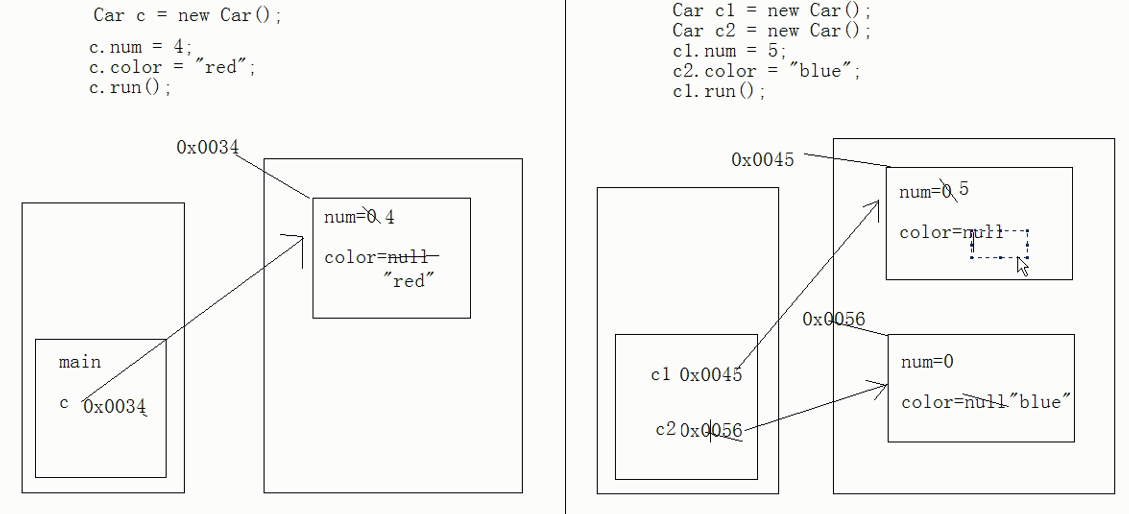 Car c = new Car();
c.num = 4;
c.color = "red";
c.run();
0x0034
num=0 4
color=null
"red"
main
c 0x0034
Car c1 = new Car();
Car c2 = new Car();
c1.num = 5;
c2.color = "blue";
c1.run();
0x0045
num=0 5
color=null
0x0056
c1 0x0045
num=0
color=null"blue"
c2 0x0056